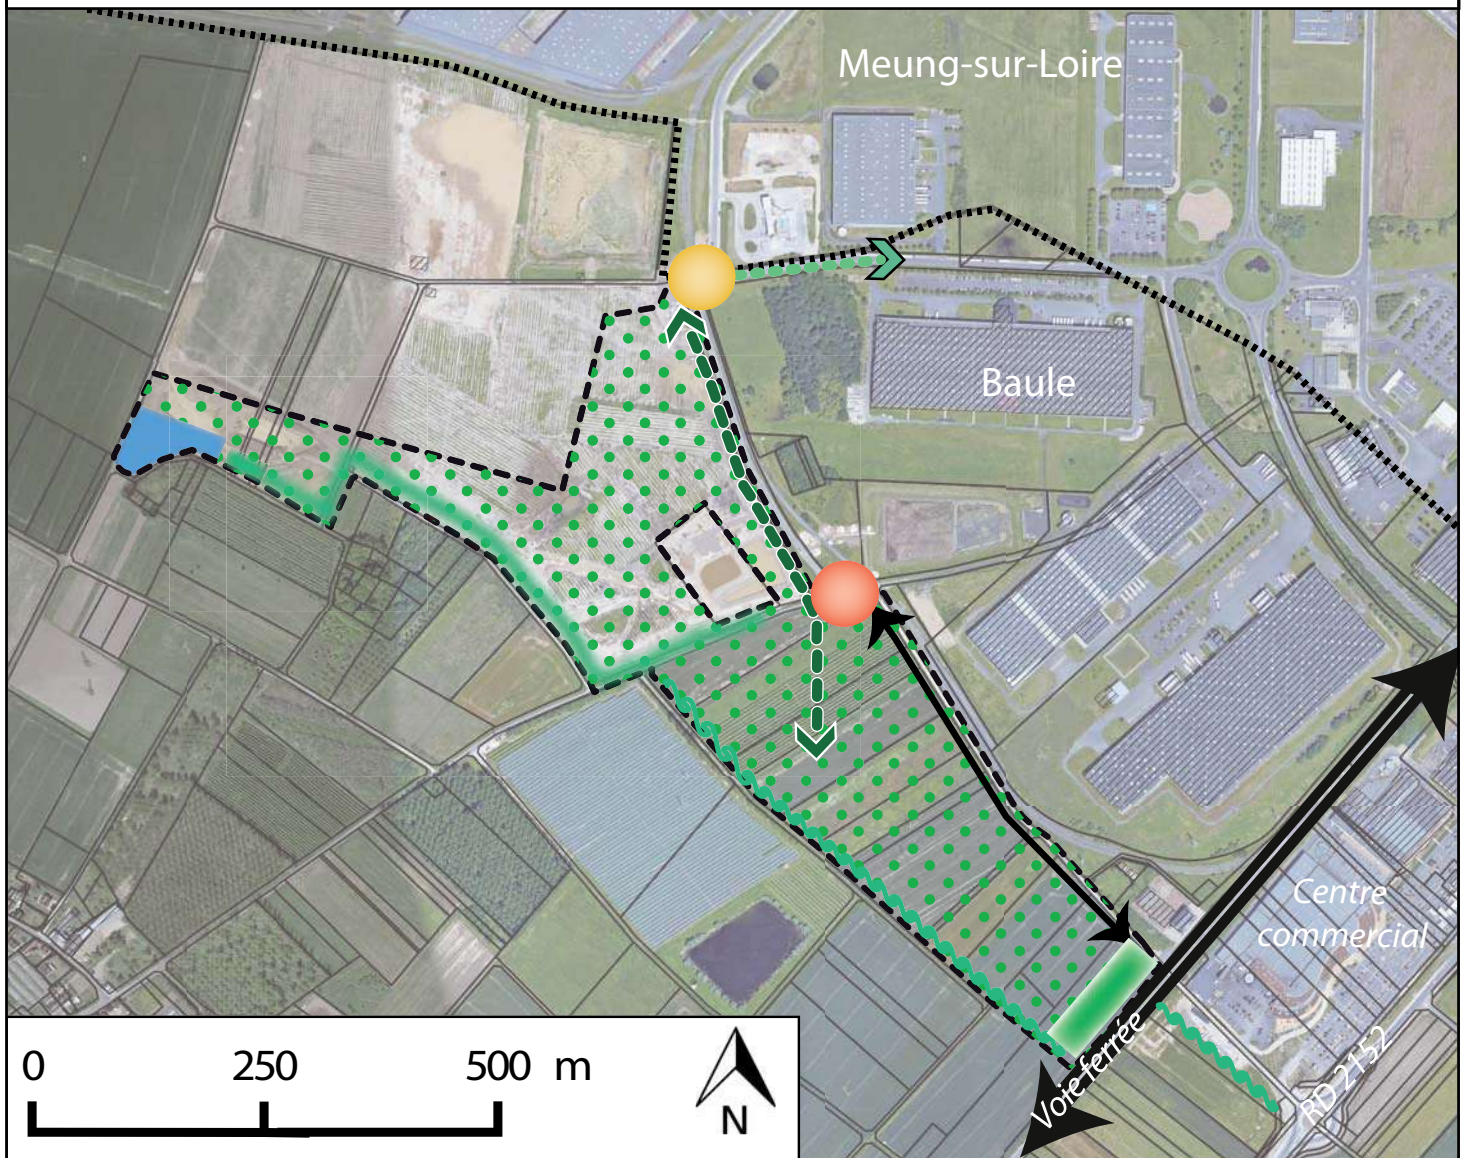 Meung-sur-Loire
Baule
Centre
commercial
Voie ferrée
RD 2152
0 250 500 m
N